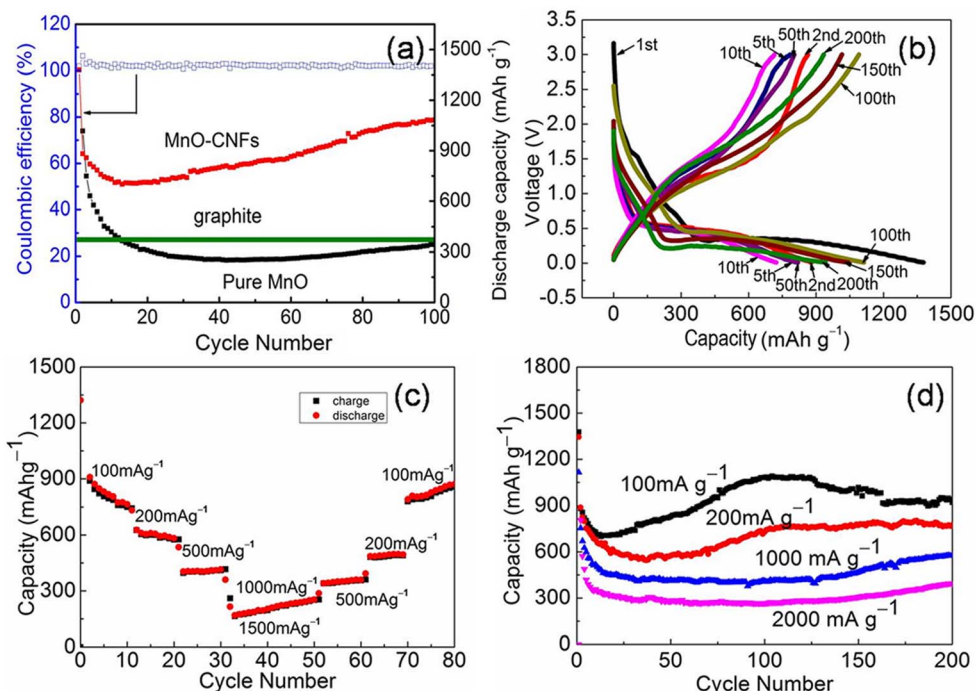 (a)
Coulombic efficiency (%)
120
100
80
60
40
20
0
MnO-CNFs
graphite
Pure MnO
1500
1200
900
600
300
0
Discharge capacity (mAh g⁻¹)
0 20 40 60 80 100
Cycle Number
(b)
Voltage (V)
3.5
3.0
2.5
2.0
1.5
1.0
0.5
0.0
-0.5
1st
10th
5th
50th
2nd
200th
150th
100th
100th
10th
5th
50th
2nd
200th
150th
0 300 600 900 1200 1500
Capacity (mAh g⁻¹)
(c)
Capacity (mAhg⁻¹)
1500
1200
900
600
300
0
charge
discharge
100mAg⁻¹
200mAg⁻¹
500mAg⁻¹
1000mAg⁻¹
1500mAg⁻¹
500mAg⁻¹
200mAg⁻¹
100mAg⁻¹
0 10 20 30 40 50 60 70 80
Cycle Number
(d)
Capacity (mAh g⁻¹)
1800
1500
1200
900
600
300
0
100mA g⁻¹
200mA g⁻¹
1000 mA g⁻¹
2000 mA g⁻¹
0 50 100 150 200
Cycle Number